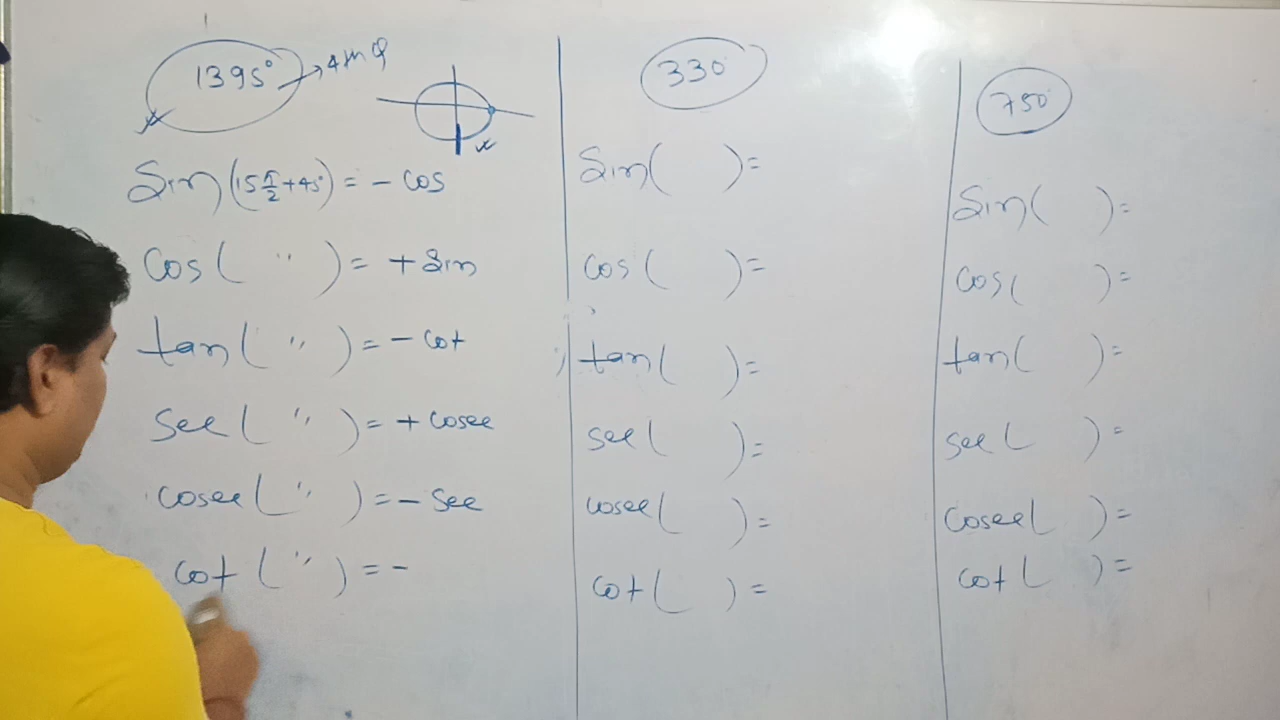 1395° → 4th Q
Sin(15π/2+45°) = - cos
cos( " ) = + sin
tan( " ) = - cot
sec( " ) = + cosec
cosec( " ) = - sec
cot( " ) = -
330°
Sin( ) =
cos( ) =
tan( ) =
sec( ) =
cosec( ) =
cot( ) =
750°
Sin( ) =
cos( ) =
tan( ) =
sec( ) =
cosec( ) =
cot( ) =